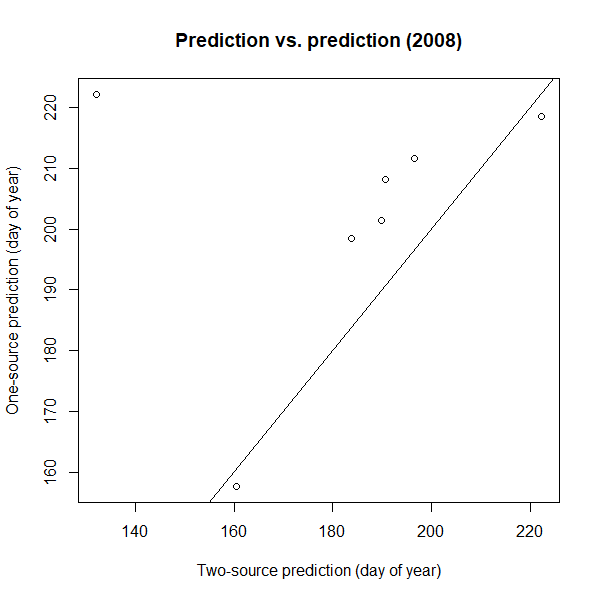 Prediction vs. prediction (2008)
One-source prediction (day of year)
220
210
200
190
180
170
160
140 160 180 200 220
Two-source prediction (day of year)